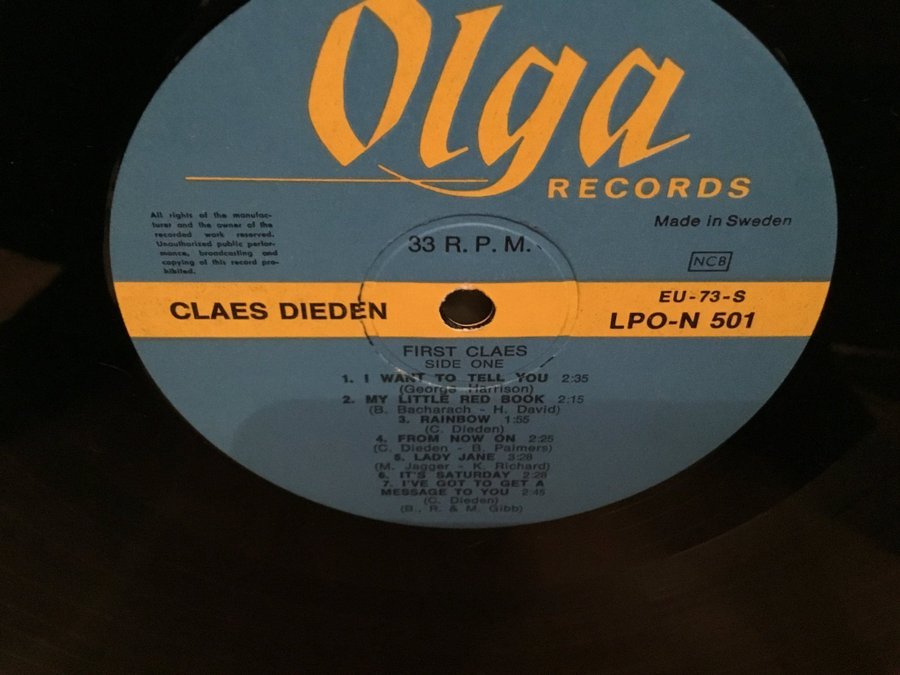 Olga
RECORDS
Made in Sweden
All rights of the manufac-
turer and the owner of the
recorded work reserved.
Unauthorized public perfor-
mance, broadcasting and
copying of this record pro-
hibited.
33 R. P. M.
NCB
CLAES DIEDEN
EU-73-S
LPO-N 501
FIRST CLAES
SIDE ONE
1. I WANT TO TELL YOU 2:35
(George Harrison)
2. MY LITTLE RED BOOK 2:15
(B. Bacharach - H. David)
3. RAINBOW 1:55
(C. Dieden)
4. FROM NOW ON 2:25
(C. Dieden - B. Palmers)
5. LADY JANE 3:28
(M. Jagger - K. Richard)
6. IT'S SATURDAY 2:28
7. I'VE GOT TO GET A
MESSAGE TO YOU 2:45
(C. Dieden)
(B., R. & M. Gibb)